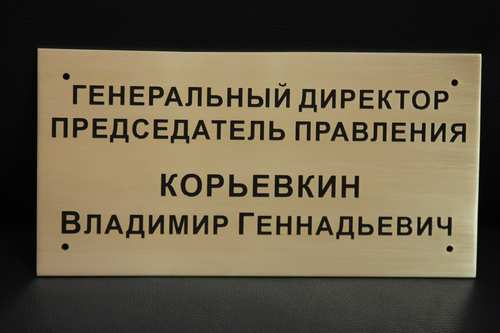 ГЕНЕРАЛЬНЫЙ ДИРЕКТОР
ПРЕДСЕДАТЕЛЬ ПРАВЛЕНИЯ
КОРЬЕВКИН
ВЛАДИМИР ГЕННАДЬЕВИЧ